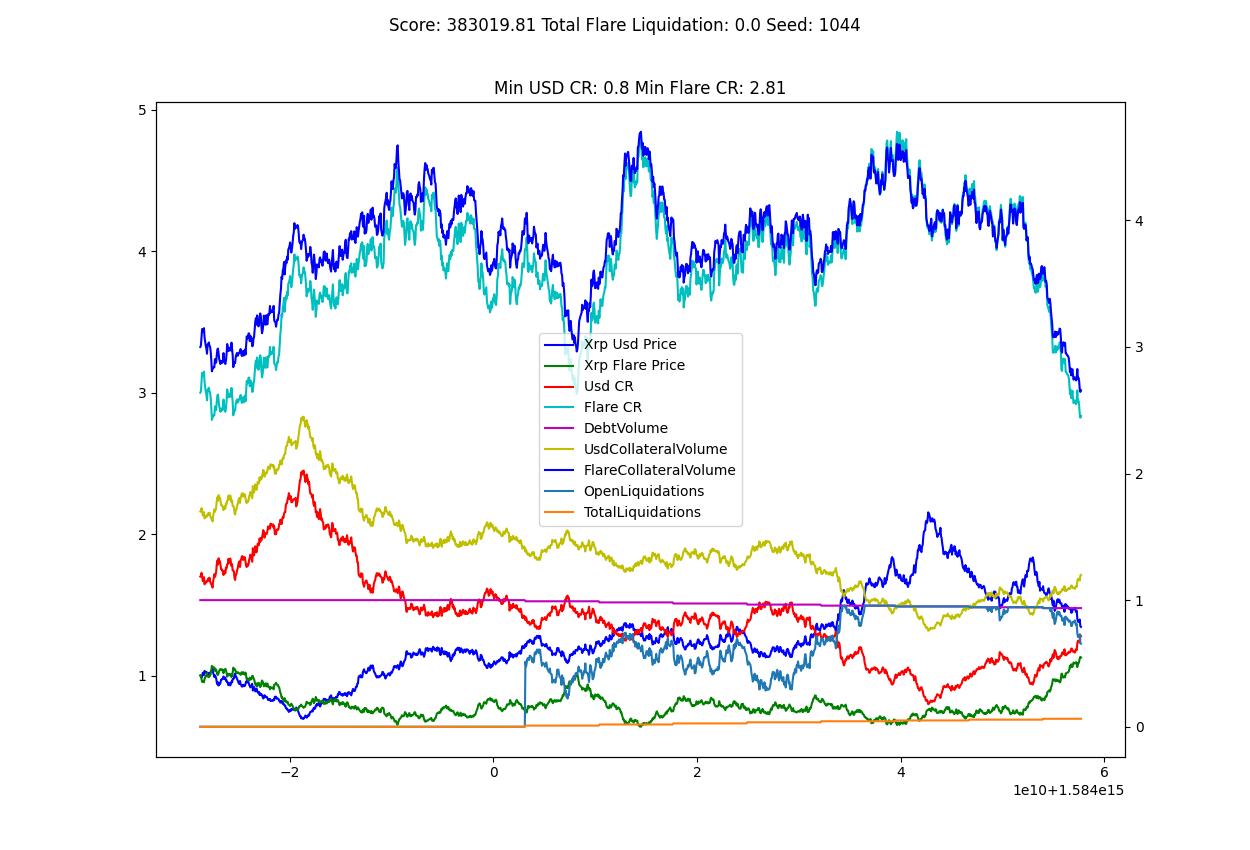 Score: 383019.81 Total Flare Liquidation: 0.0 Seed: 1044
Min USD CR: 0.8 Min Flare CR: 2.81
5
4
3
2
1
4
3
2
1
0
Xrp Usd Price
Xrp Flare Price
Usd CR
Flare CR
DebtVolume
UsdCollateralVolume
FlareCollateralVolume
OpenLiquidations
TotalLiquidations
−2
0
2
4
6
1e10+1.584e15